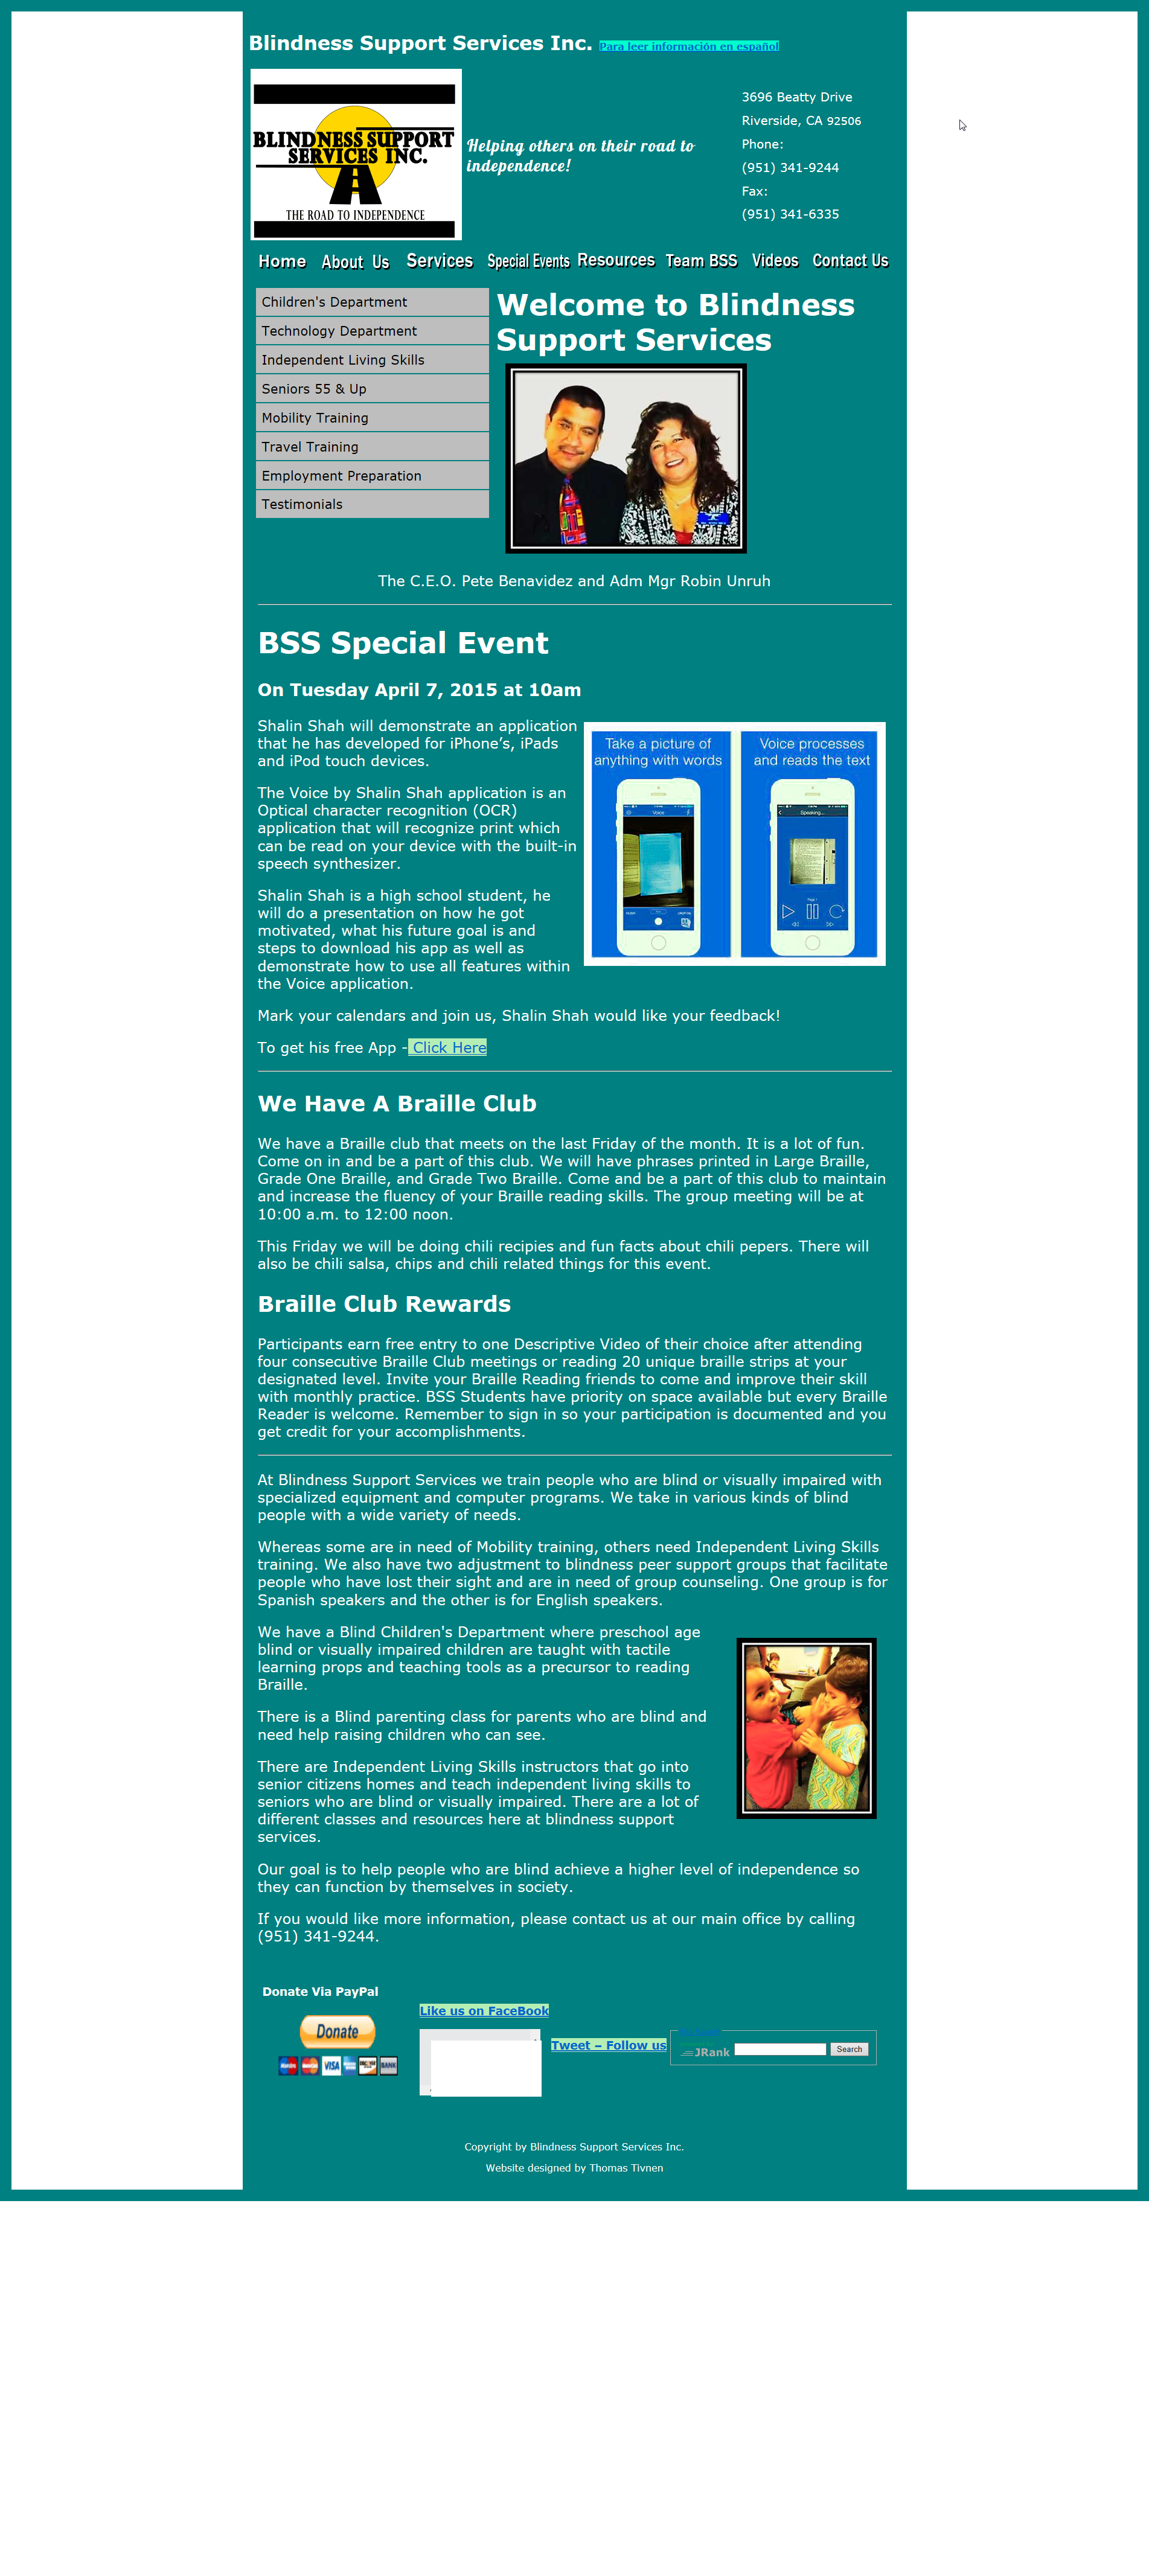 Blindness Support Services Inc. Para leer información en español
BLINDNESS SUPPORT
SERVICES INC.
THE ROAD TO INDEPENDENCE
Helping others on their road to
independence!
3696 Beatty Drive
Riverside, CA 92506
Phone:
(951) 341-9244
Fax:
(951) 341-6335
Home About Us Services Special Events Resources Team BSS Videos Contact Us
Children's Department
Technology Department
Independent Living Skills
Seniors 55 & Up
Mobility Training
Travel Training
Employment Preparation
Testimonials
Welcome to Blindness
Support Services
The C.E.O. Pete Benavidez and Adm Mgr Robin Unruh
BSS Special Event
On Tuesday April 7, 2015 at 10am
Shalin Shah will demonstrate an application
that he has developed for iPhone’s, iPads
and iPod touch devices.
The Voice by Shalin Shah application is an
Optical character recognition (OCR)
application that will recognize print which
can be read on your device with the built-in
speech synthesizer.
Shalin Shah is a high school student, he
will do a presentation on how he got
motivated, what his future goal is and
steps to download his app as well as
demonstrate how to use all features within
the Voice application.
Take a picture of
anything with words
Voice
Voice processes
and reads the text
Speaking...
Page 1
Mark your calendars and join us, Shalin Shah would like your feedback!
To get his free App - Click Here
We Have A Braille Club
We have a Braille club that meets on the last Friday of the month. It is a lot of fun.
Come on in and be a part of this club. We will have phrases printed in Large Braille,
Grade One Braille, and Grade Two Braille. Come and be a part of this club to maintain
and increase the fluency of your Braille reading skills. The group meeting will be at
10:00 a.m. to 12:00 noon.
This Friday we will be doing chili recipies and fun facts about chili pepers. There will
also be chili salsa, chips and chili related things for this event.
Braille Club Rewards
Participants earn free entry to one Descriptive Video of their choice after attending
four consecutive Braille Club meetings or reading 20 unique braille strips at your
designated level. Invite your Braille Reading friends to come and improve their skill
with monthly practice. BSS Students have priority on space available but every Braille
Reader is welcome. Remember to sign in so your participation is documented and you
get credit for your accomplishments.
At Blindness Support Services we train people who are blind or visually impaired with
specialized equipment and computer programs. We take in various kinds of blind
people with a wide variety of needs.
Whereas some are in need of Mobility training, others need Independent Living Skills
training. We also have two adjustment to blindness peer support groups that facilitate
people who have lost their sight and are in need of group counseling. One group is for
Spanish speakers and the other is for English speakers.
We have a Blind Children's Department where preschool age
blind or visually impaired children are taught with tactile
learning props and teaching tools as a precursor to reading
Braille.
There is a Blind parenting class for parents who are blind and
need help raising children who can see.
There are Independent Living Skills instructors that go into
senior citizens homes and teach independent living skills to
seniors who are blind or visually impaired. There are a lot of
different classes and resources here at blindness support
services.
Our goal is to help people who are blind achieve a higher level of independence so
they can function by themselves in society.
If you would like more information, please contact us at our main office by calling
(951) 341-9244.
Donate Via PayPal
Donate
VISA
BANK
Like us on FaceBook
Tweet – Follow us
JRank
Search
Copyright by Blindness Support Services Inc.
Website designed by Thomas Tivnen